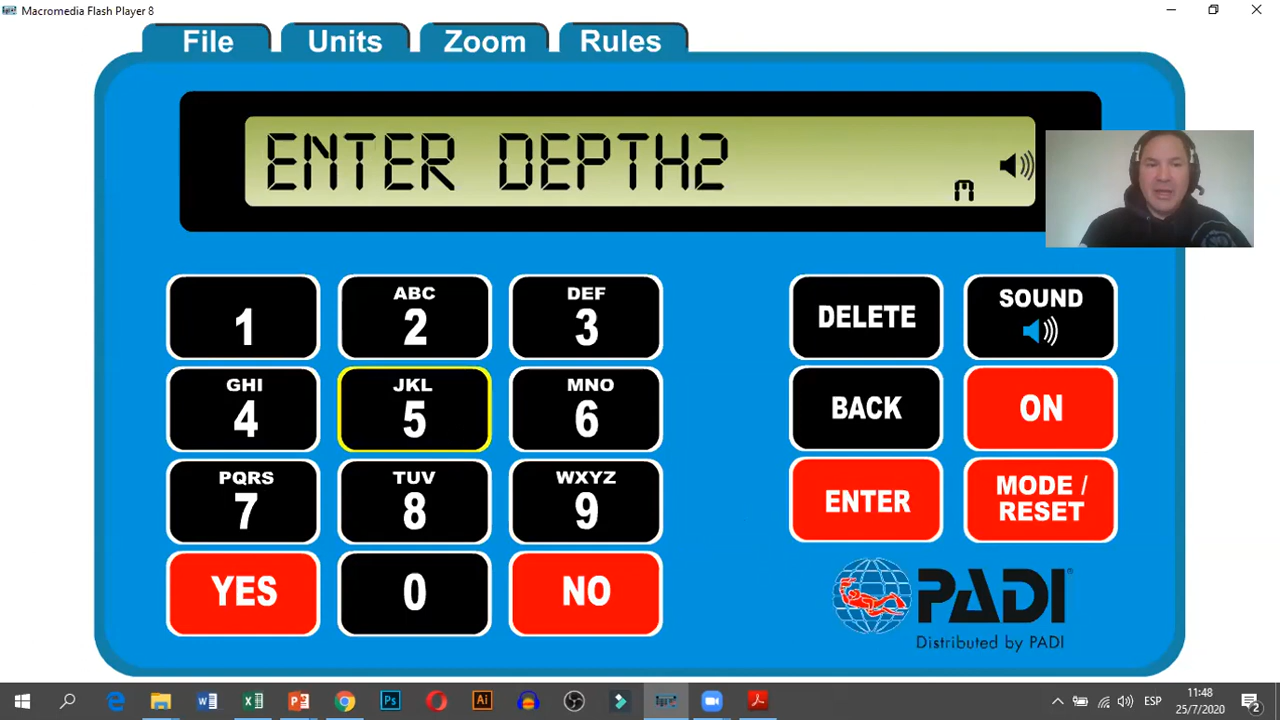 Macromedia Flash Player 8
File Units Zoom Rules
ENTER DEPTH2
M
1
ABC
2
DEF
3
DELETE
SOUND
GHI
4
JKL
5
MNO
6
BACK
ON
PQRS
7
TUV
8
WXYZ
9
ENTER
MODE /
RESET
YES
0
NO
PADI
Distributed by PADI
ESP
11:48
25/7/2020
2